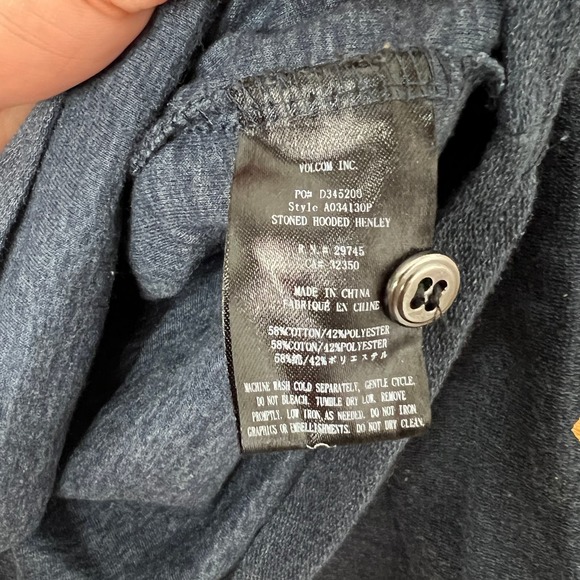 VOLCOM INC.
PO# D345200
Style A034130P
STONED HOODED HENLEY
R.N.# 29745
CA# 32350
MADE IN CHINA
FABRIQUÉ EN CHINE
58%COTTON/42%POLYESTER
58%COTON/42%POLYESTER
58%綿/42%ポリエステル
MACHINE WASH COLD SEPARATELY, GENTLE CYCLE.
DO NOT BLEACH. TUMBLE DRY LOW. REMOVE
PROMPTLY. LOW IRON AS NEEDED. DO NOT IRON
GRAPHICS OR EMBELLISHMENTS. DO NOT DRY CLEAN.